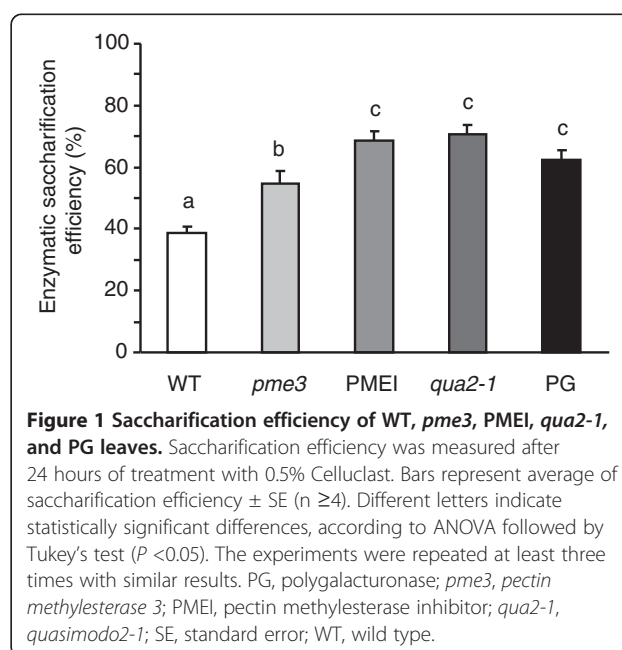 100
80
60
40
20
0
Enzymatic saccharification
efficiency (%)
a
b
c
c
c
WT
pme3
PMEI
qua2-1
PG
Figure 1 Saccharification efficiency of WT, pme3, PMEI, qua2-1,
and PG leaves. Saccharification efficiency was measured after
24 hours of treatment with 0.5% Celluclast. Bars represent average of
saccharification efficiency ± SE (n ≥4). Different letters indicate
statistically significant differences, according to ANOVA followed by
Tukey's test (P <0.05). The experiments were repeated at least three
times with similar results. PG, polygalacturonase; pme3, pectin
methylesterase 3; PMEI, pectin methylesterase inhibitor; qua2-1,
quasimodo2-1; SE, standard error; WT, wild type.